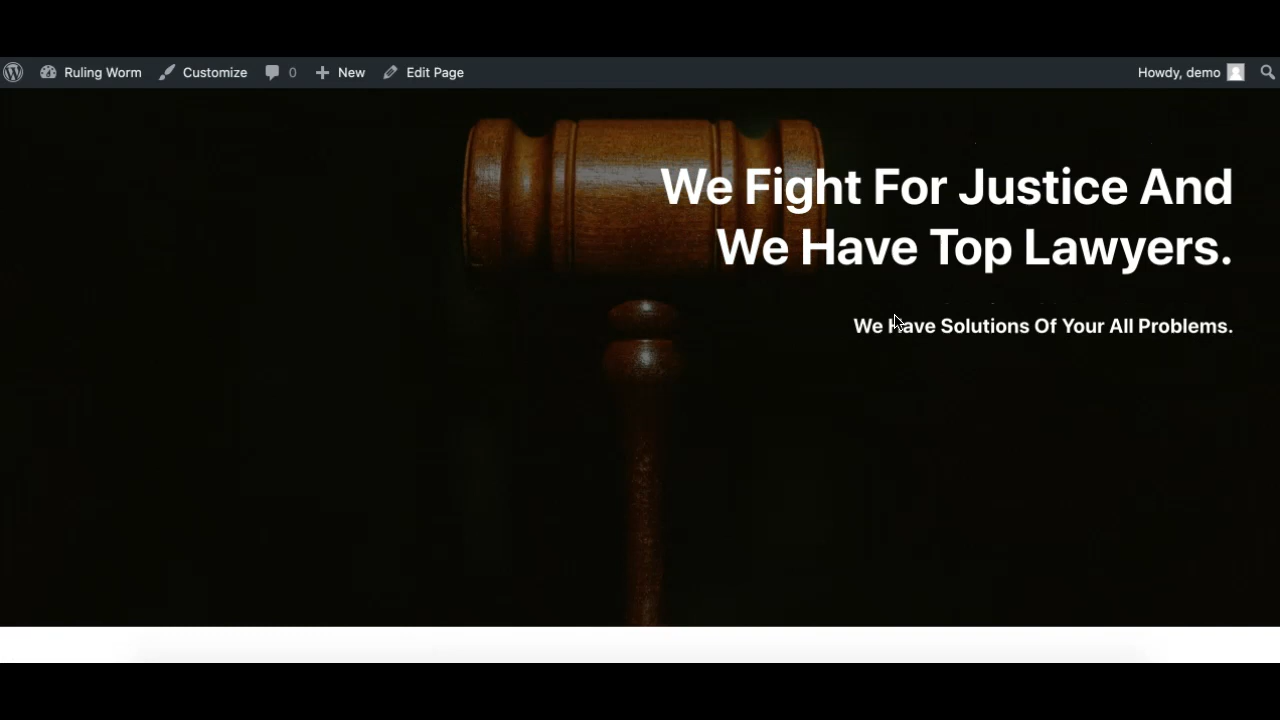 Ruling Worm Customize 0 New Edit Page Howdy, demo
We Fight For Justice And
We Have Top Lawyers.
We Have Solutions Of Your All Problems.